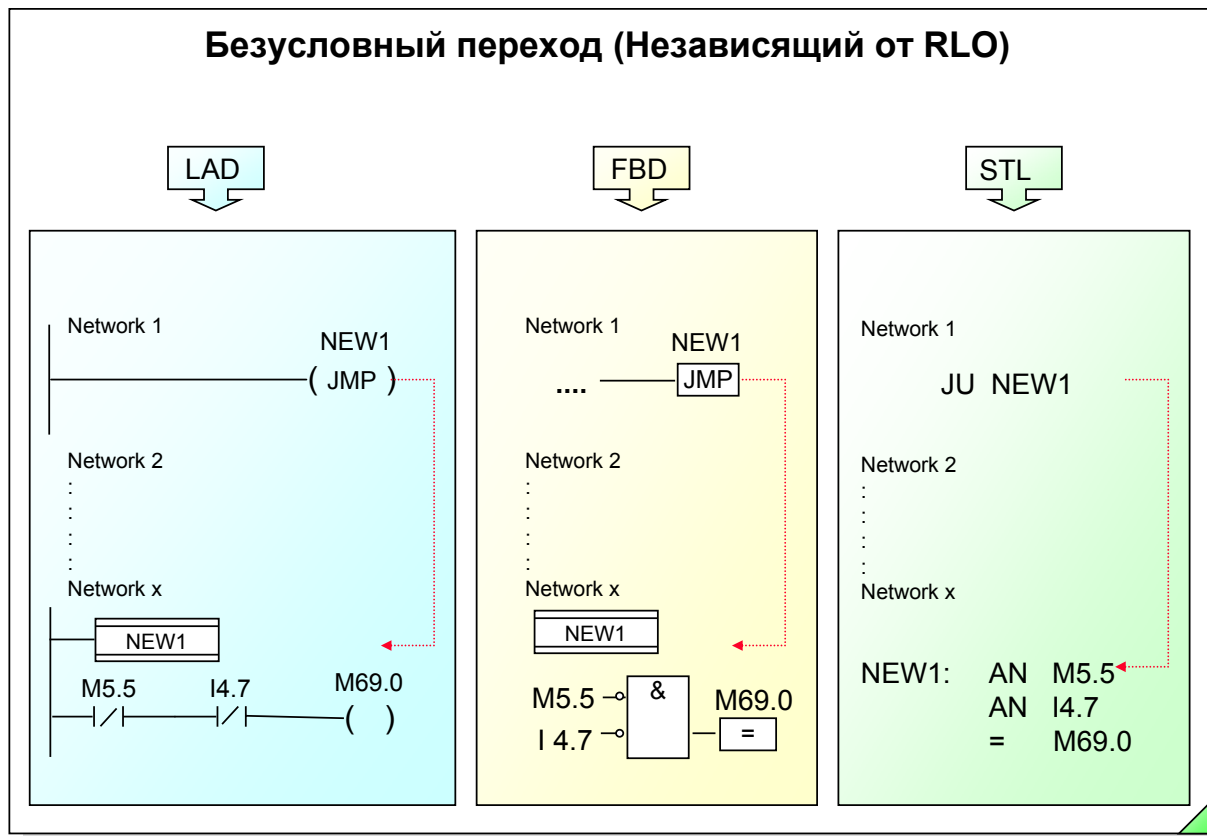 Безусловный переход (Независящий от RLO)
LAD
Network 1
NEW1
( JMP )
Network 2
:
:
:
:
Network x
NEW1
M5.5 I4.7 M69.0
( )
FBD
Network 1
NEW1
.... JMP
Network 2
:
:
:
:
Network x
NEW1
M5.5 & M69.0
I 4.7 =
STL
Network 1
JU NEW1
Network 2
:
:
:
:
Network x
NEW1: AN M5.5
AN I4.7
= M69.0